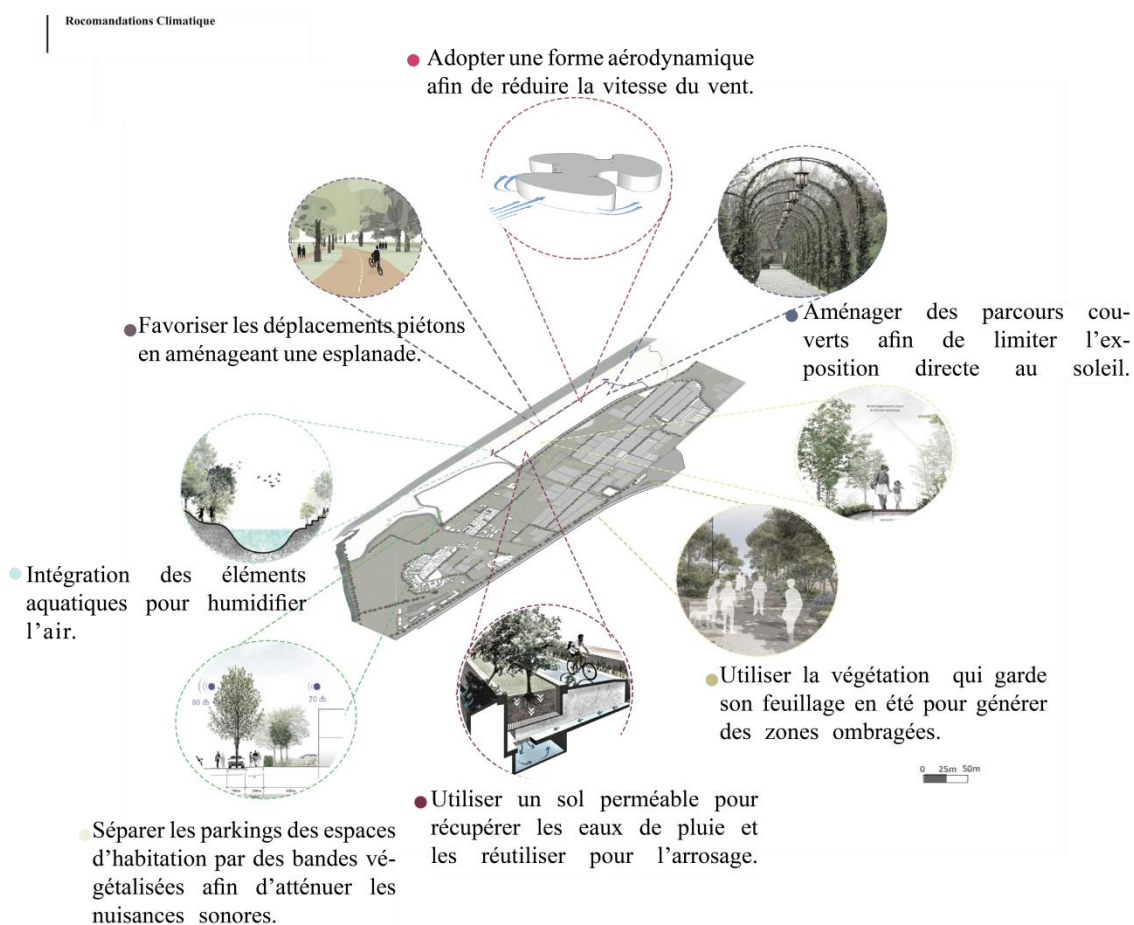 Rocomandations Climatique
Adopter une forme aérodynamique
afin de réduire la vitesse du vent.
Favoriser les déplacements piétons
en aménageant une esplanade.
Aménager des parcours cou-
verts afin de limiter l'ex-
position directe au soleil.
Intégration des éléments
aquatiques pour humidifier
l'air.
80 db
20 db
Utiliser la végétation qui garde
son feuillage en été pour générer
des zones ombragées.
0 25m 50m
Utiliser un sol perméable pour
récupérer les eaux de pluie et
les réutiliser pour l'arrosage.
Séparer les parkings des espaces
d'habitation par des bandes vé-
gétalisées afin d'atténuer les
nuisances sonores.